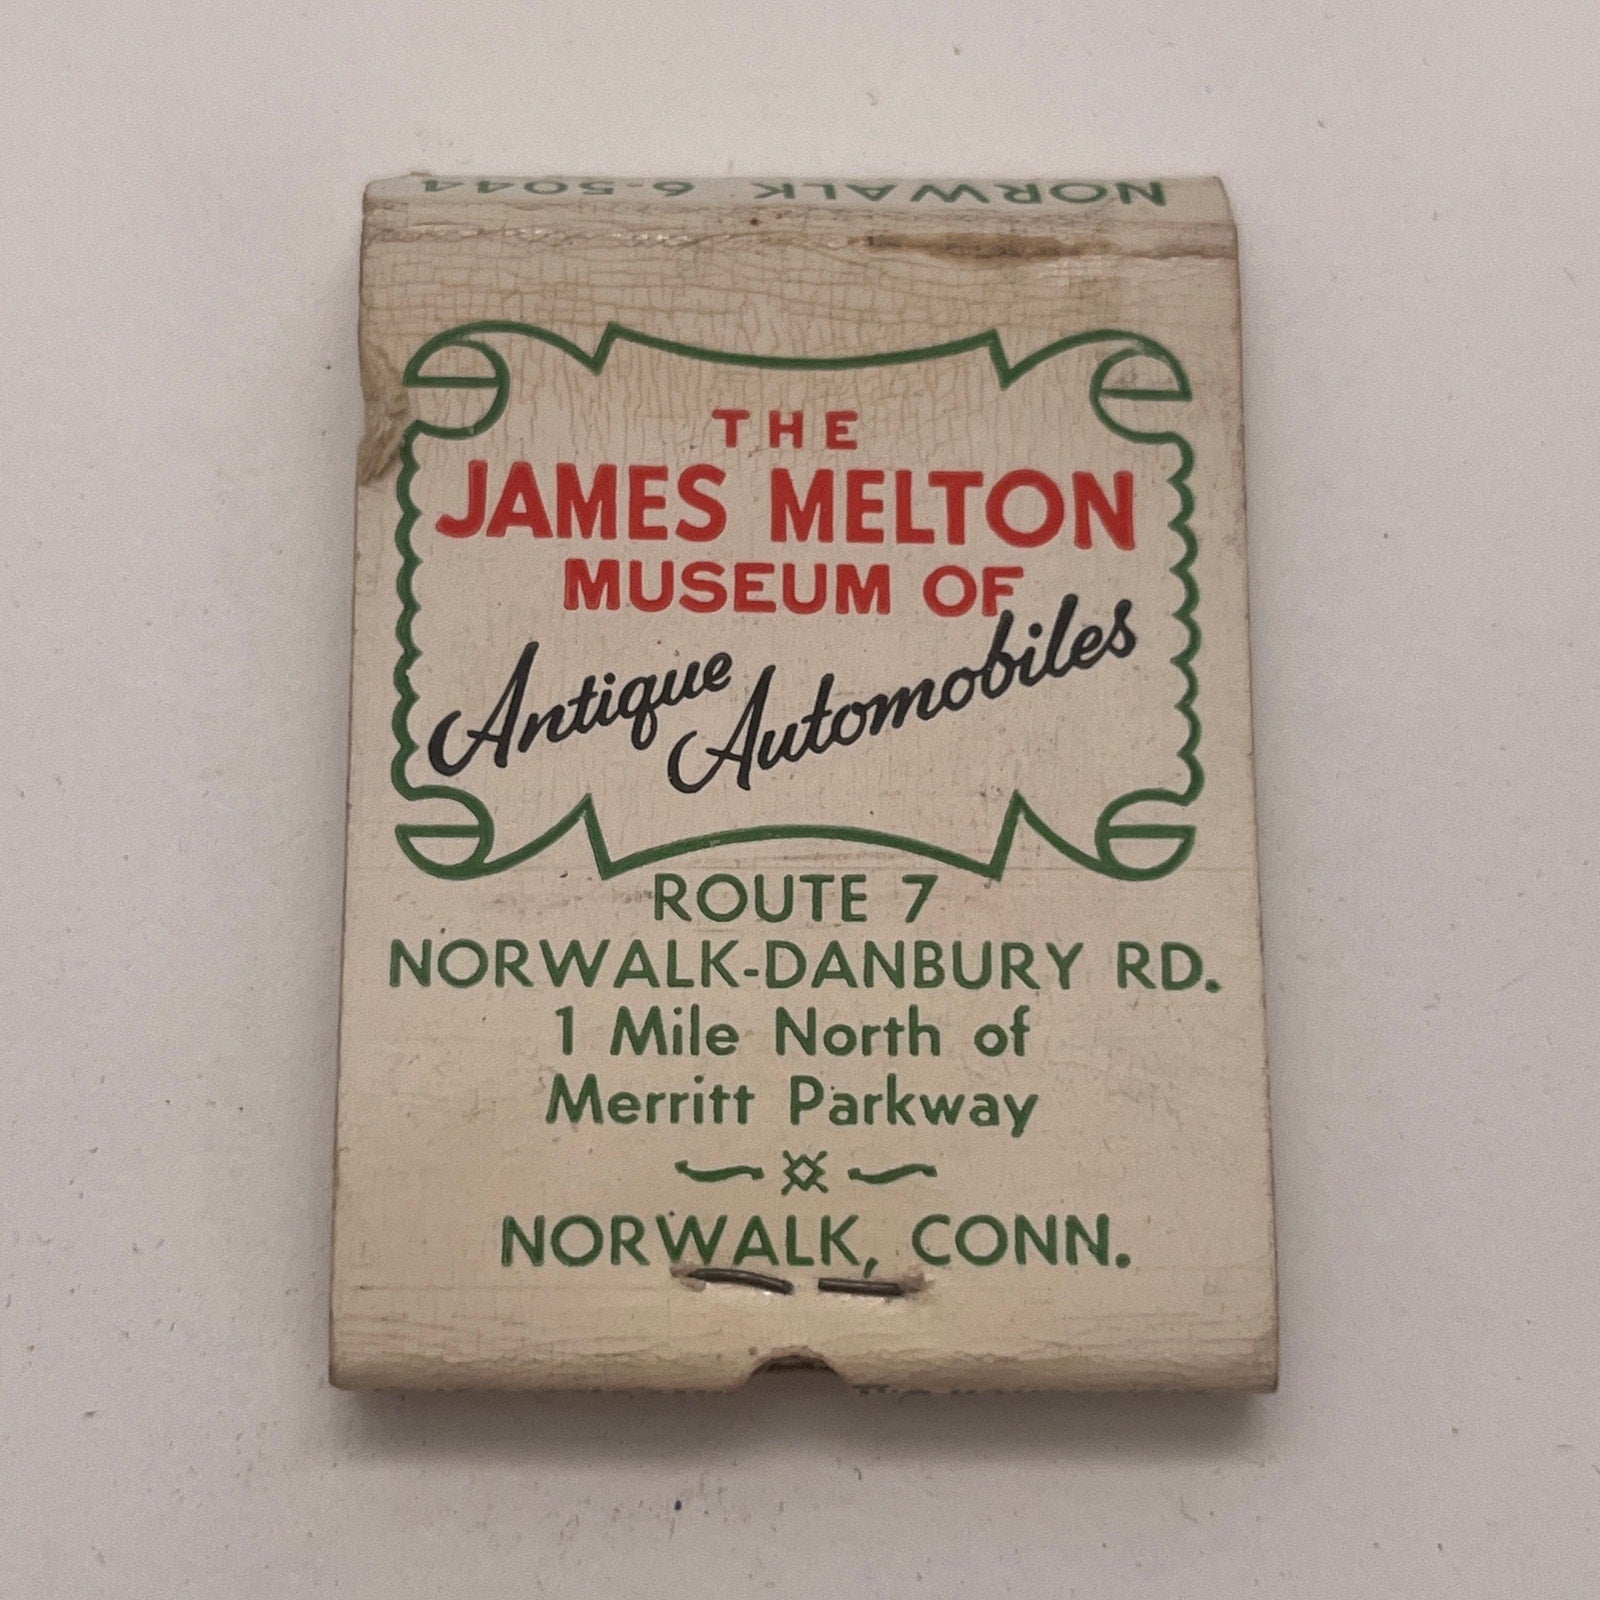 NORWALK 6-5044
THE
JAMES MELTON
MUSEUM OF
Antique
Automobiles
ROUTE 7
NORWALK-DANBURY RD.
1 Mile North of
Merritt Parkway
NORWALK, CONN.